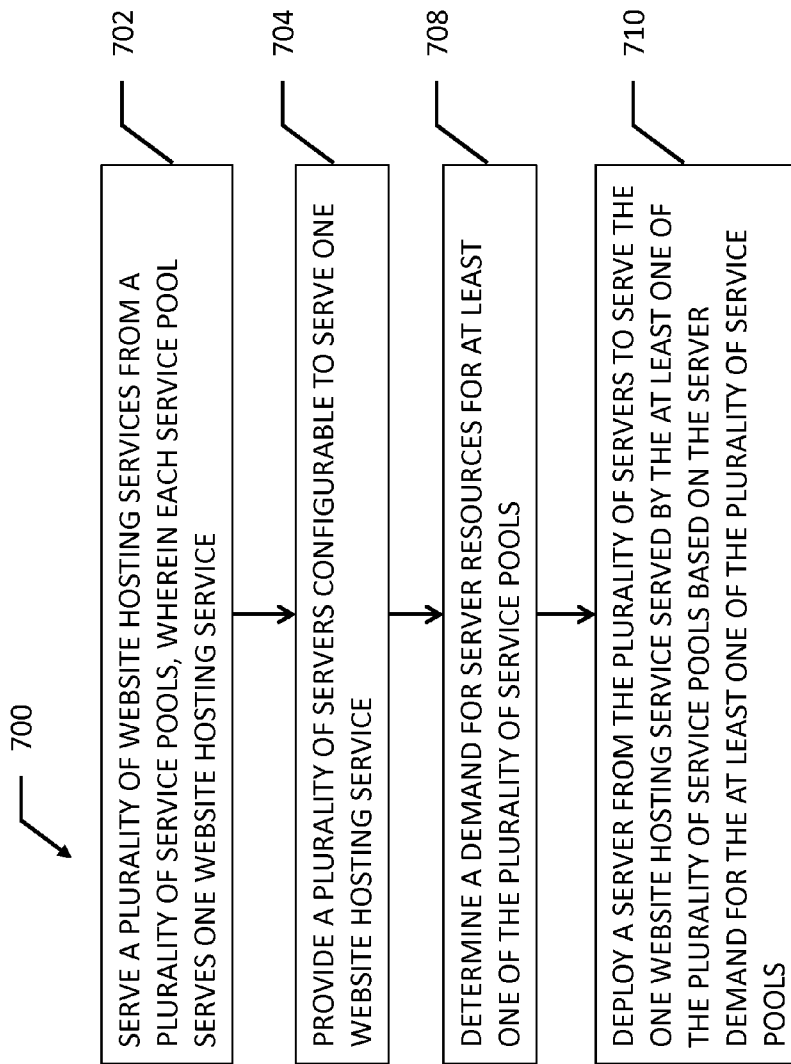 700
SERVE A PLURALITY OF WEBSITE HOSTING SERVICES FROM A
PLURALITY OF SERVICE POOLS, WHEREIN EACH SERVICE POOL
SERVES ONE WEBSITE HOSTING SERVICE
702
PROVIDE A PLURALITY OF SERVERS CONFIGURABLE TO SERVE ONE
WEBSITE HOSTING SERVICE
704
DETERMINE A DEMAND FOR SERVER RESOURCES FOR AT LEAST
ONE OF THE PLURALITY OF SERVICE POOLS
708
DEPLOY A SERVER FROM THE PLURALITY OF SERVERS TO SERVE THE
ONE WEBSITE HOSTING SERVICE SERVED BY THE AT LEAST ONE OF
THE PLURALITY OF SERVICE POOLS BASED ON THE SERVER
DEMAND FOR THE AT LEAST ONE OF THE PLURALITY OF SERVICE
POOLS
710